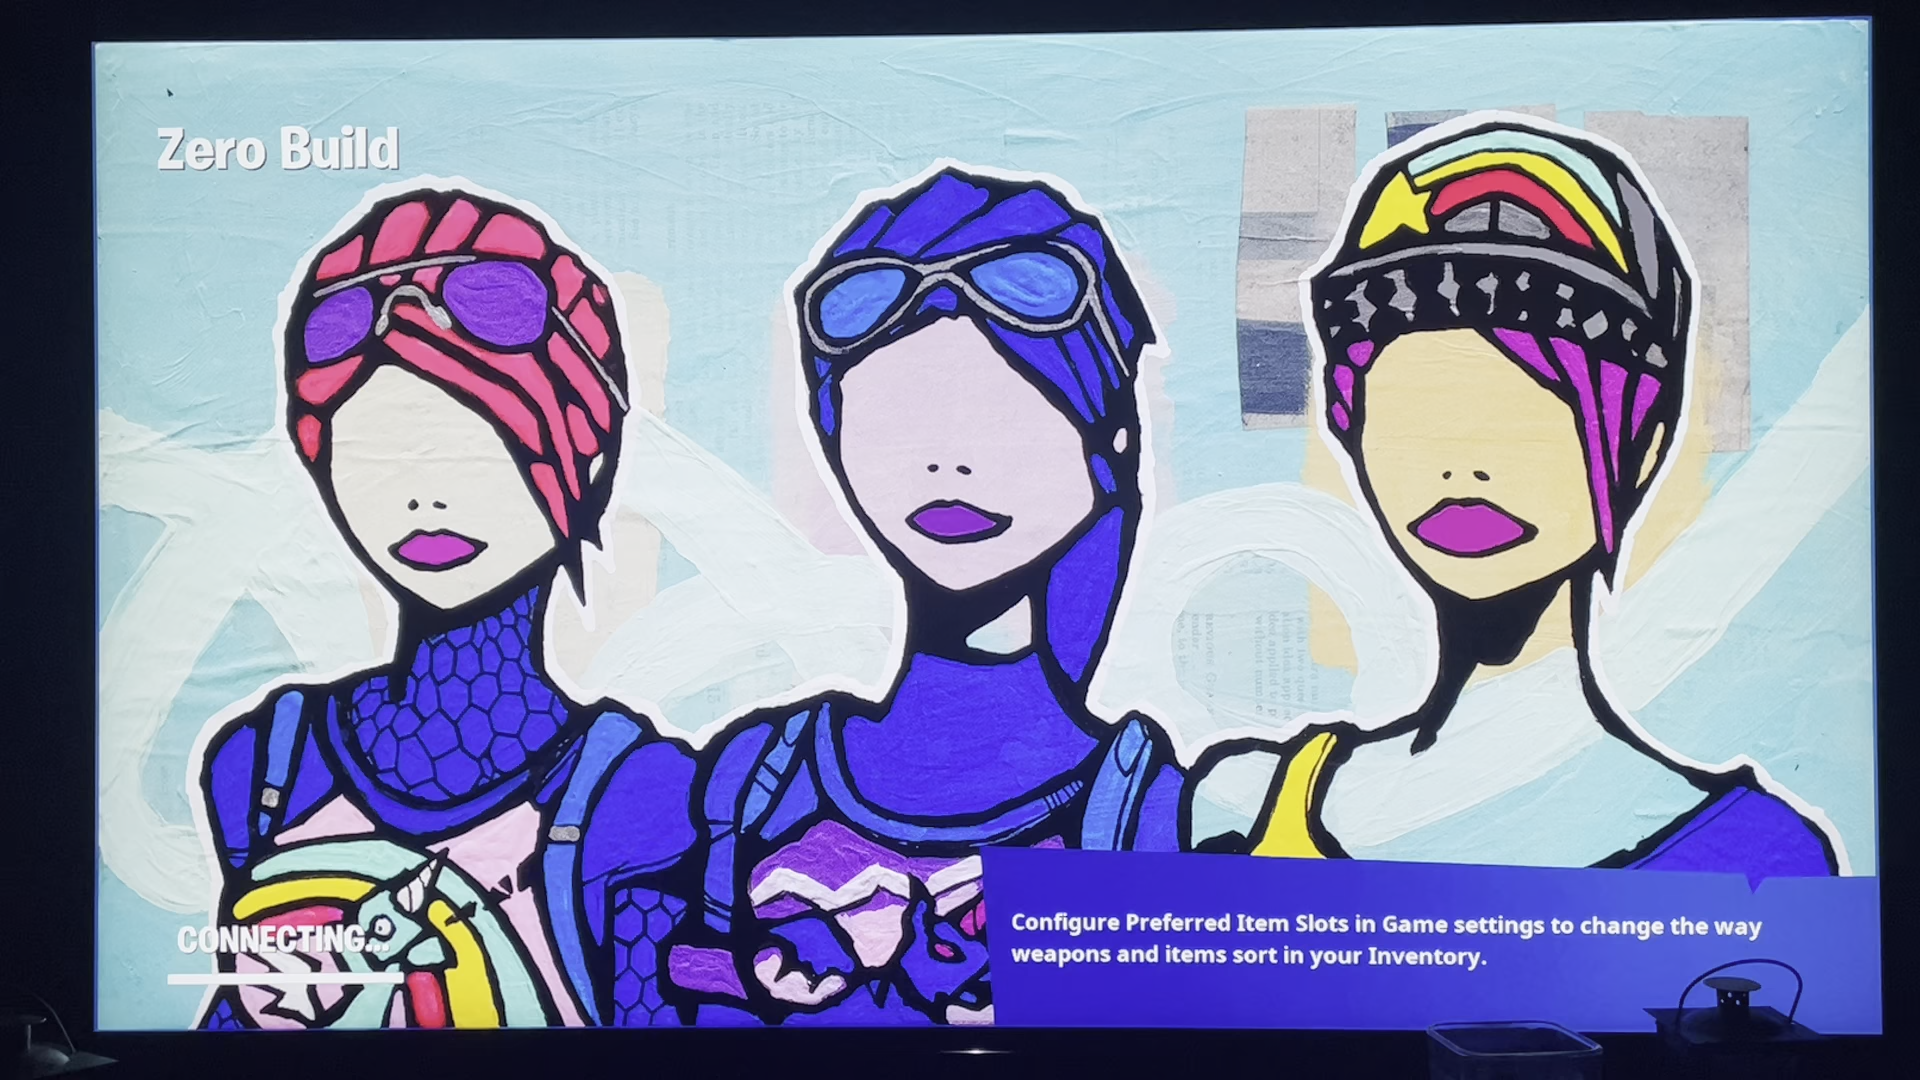 Zero Build
CONNECTING...
Configure Preferred Item Slots in Game settings to change the way
weapons and items sort in your Inventory.